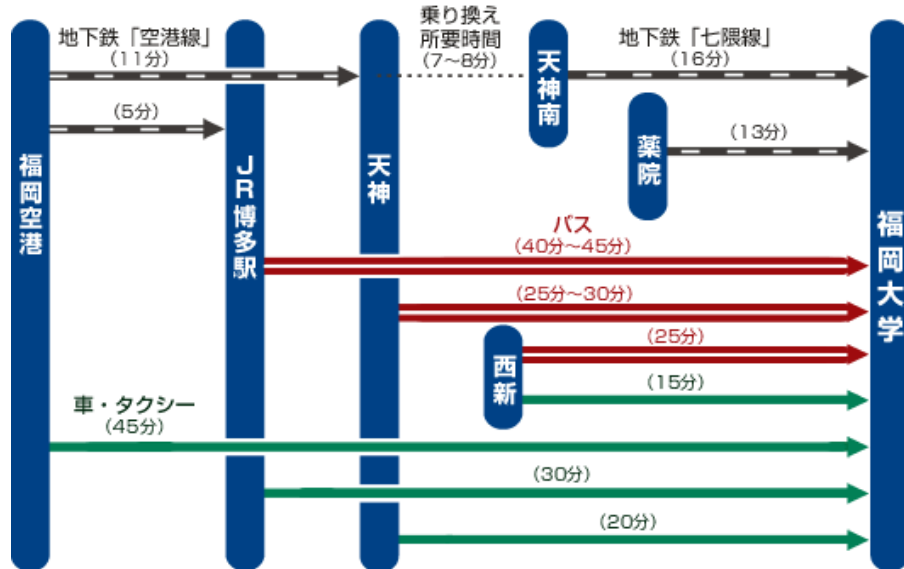 地下鉄「空港線」
(11分)
乗り換え
所要時間
(7〜8分)
地下鉄「七隈線」
(16分)
(5分)
(13分)
福岡空港
JR博多駅
天神
天神南
薬院
福岡大学
バス
(40分〜45分)
(25分〜30分)
西新
(25分)
(15分)
車・タクシー
(45分)
(30分)
(20分)